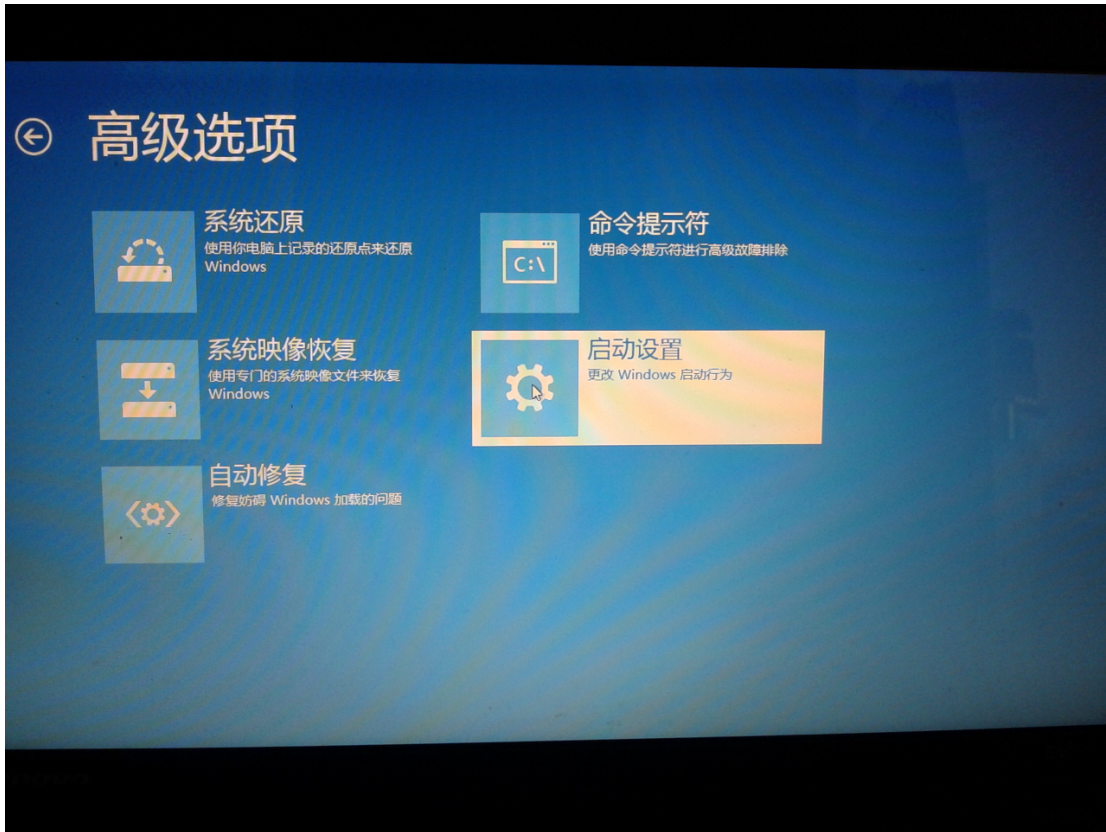 高级选项
系统还原
使用你电脑上记录的还原点来还原
Windows
命令提示符
使用命令提示符进行高级故障排除
C:\
系统映像恢复
使用专门的系统映像文件来恢复
Windows
启动设置
更改 Windows 启动行为
自动修复
修复妨碍 Windows 加载的问题